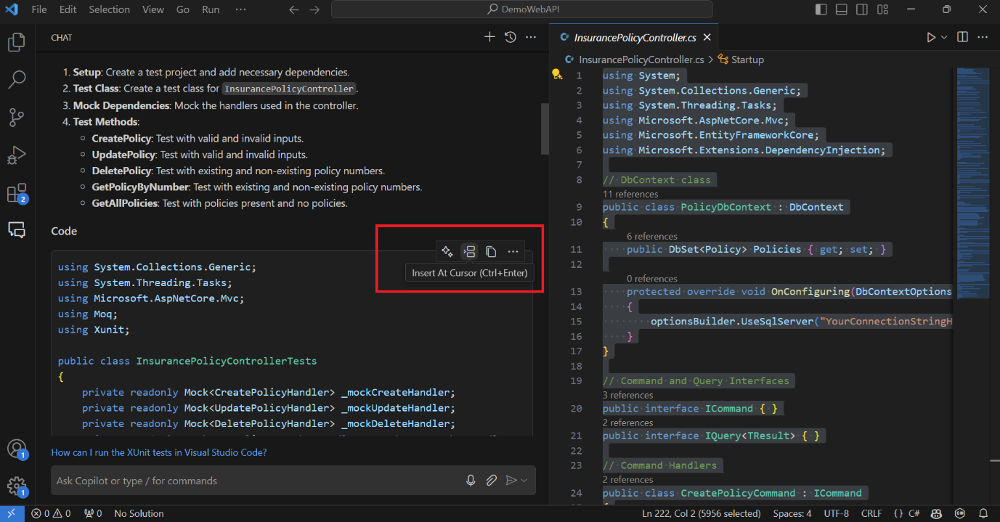 File Edit Selection View Go Run ··· DemoWebAPI
CHAT
1. Setup: Create a test project and add necessary dependencies.
2. Test Class: Create a test class for InsurancePolicyController.
3. Mock Dependencies: Mock the handlers used in the controller.
4. Test Methods:
CreatePolicy: Test with valid and invalid inputs.
UpdatePolicy: Test with valid and invalid inputs.
DeletePolicy: Test with existing and non-existing policy numbers.
GetPolicyByNumber: Test with existing and non-existing policy numbers.
GetAllPolicies: Test with policies present and no policies.
Code
Insert At Cursor (Ctrl+Enter)
using System.Collections.Generic;
using System.Threading.Tasks;
using Microsoft.AspNetCore.Mvc;
using Moq;
using Xunit;
public class InsurancePolicyControllerTests
{
private readonly Mock<CreatePolicyHandler> _mockCreateHandler;
private readonly Mock<UpdatePolicyHandler> _mockUpdateHandler;
private readonly Mock<DeletePolicyHandler> _mockDeleteHandler;
How can I run the XUnit tests in Visual Studio Code?
Ask Copilot or type / for commands
C# InsurancePolicyController.cs
C# InsurancePolicyController.cs > Startup
1 using System;
2 using System.Collections.Generic;
3 using System.Threading.Tasks;
4 using Microsoft.AspNetCore.Mvc;
5 using Microsoft.EntityFrameworkCore;
6 using Microsoft.Extensions.DependencyInjection;
7
8 // DbContext class
11 references
9 public class PolicyDbContext : DbContext
10 {
6 references
11 public DbSet<Policy> Policies { get; set; }
12
0 references
13 protected override void OnConfiguring(DbContextOptions
14 {
15 optionsBuilder.UseSqlServer("YourConnectionStringH
16 }
17 }
18
19 // Command and Query Interfaces
3 references
20 public interface ICommand { }
2 references
21 public interface IQuery<TResult> { }
22
23 // Command Handlers
2 references
24 public class CreatePolicyCommand : ICommand
2
1
1
0 0 0 No Solution Ln 222, Col 2 (5956 selected) Spaces: 4 UTF-8 CRLF {} C#